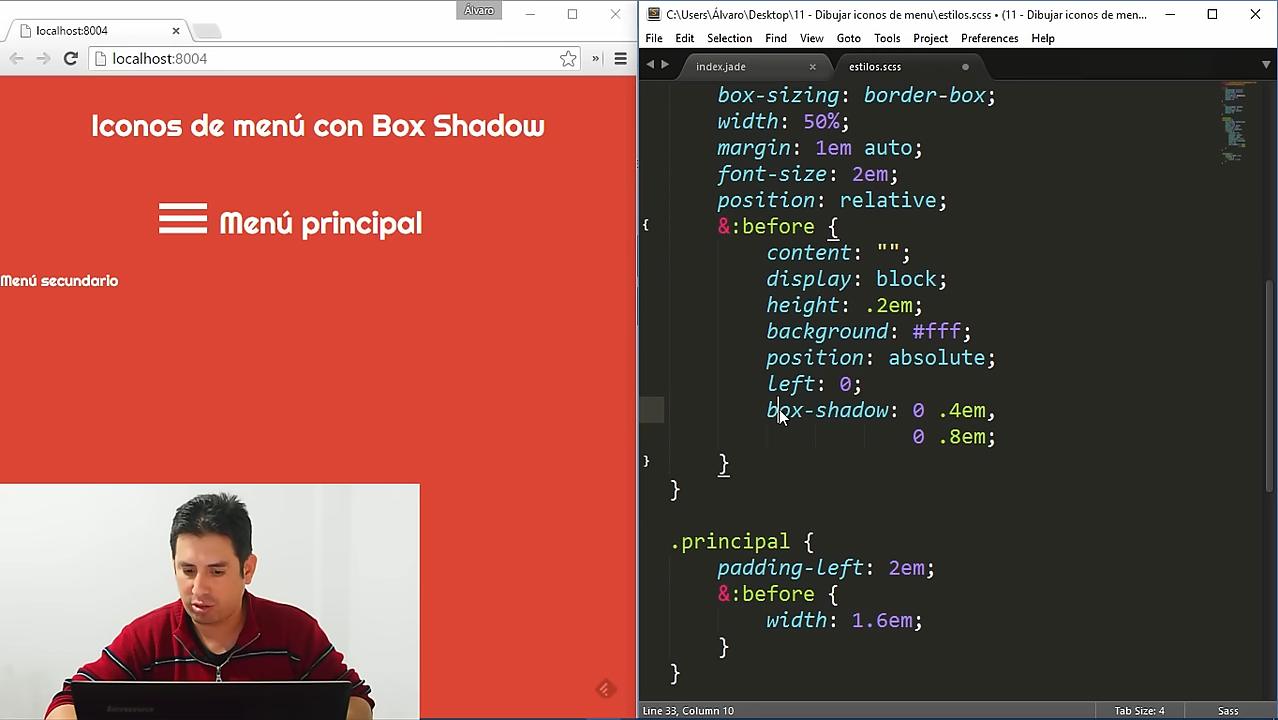 Álvaro
localhost:8004
localhost:8004
Iconos de menú con Box Shadow
Menú principal
Menú secundario
C:\Users\Álvaro\Desktop\11 - Dibujar iconos de menu\estilos.scss • (11 - Dibujar iconos de men...
File Edit Selection Find View Goto Tools Project Preferences Help
index.jade estilos.scss
box-sizing: border-box;
width: 50%;
margin: 1em auto;
font-size: 2em;
position: relative;
&:before {
content: "";
display: block;
height: .2em;
background: #fff;
position: absolute;
left: 0;
box-shadow: 0 .4em,
0 .8em;
}
}
.principal {
padding-left: 2em;
&:before {
width: 1.6em;
}
}
Line 33, Column 10 Tab Size: 4 Sass